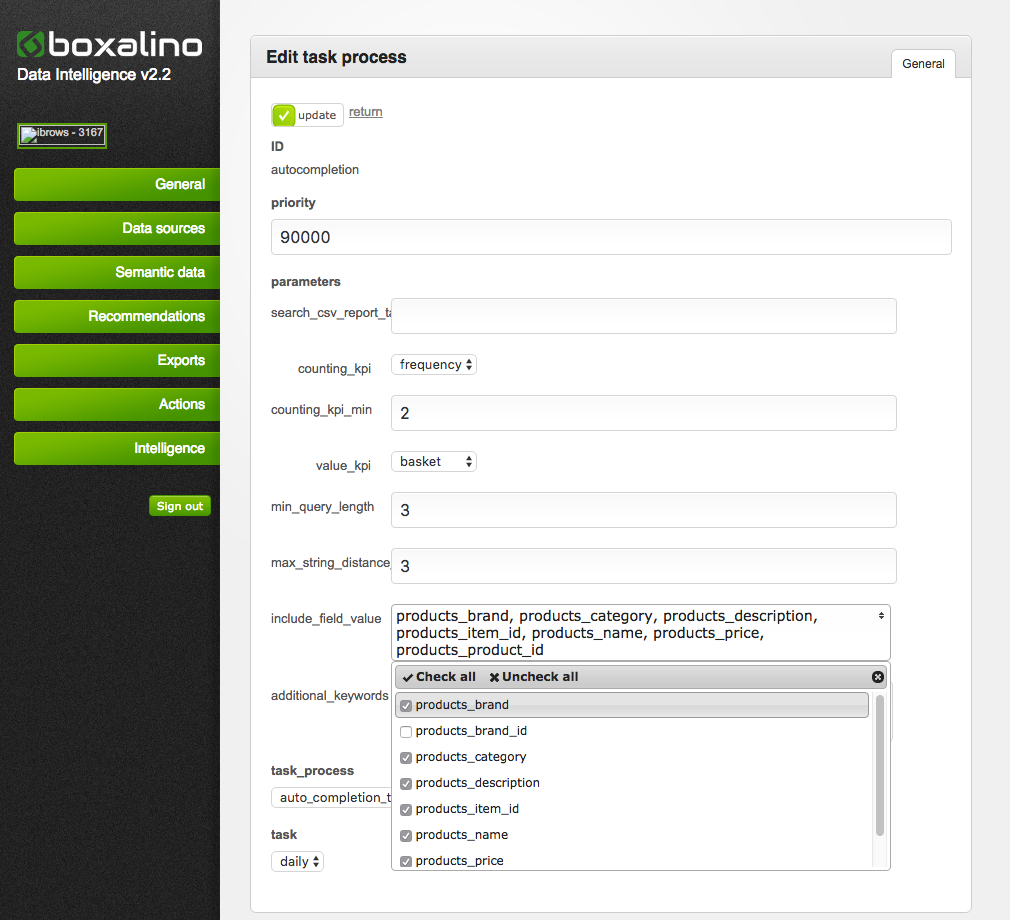 boxalino
Data Intelligence v2.2
ibrows - 3167
General
Data sources
Semantic data
Recommendations
Exports
Actions
Intelligence
Sign out
Edit task process
General
update return
ID
autocompletion
priority
90000
parameters
search_csv_report_ta
counting_kpi frequency
counting_kpi_min 2
value_kpi basket
min_query_length 3
max_string_distance 3
include_field_value products_brand, products_category, products_description,
products_item_id, products_name, products_price,
products_product_id
Check all Uncheck all
additional_keywords
products_brand
products_brand_id
products_category
products_description
products_item_id
products_name
products_price
task_process
auto_completion_t
task
daily